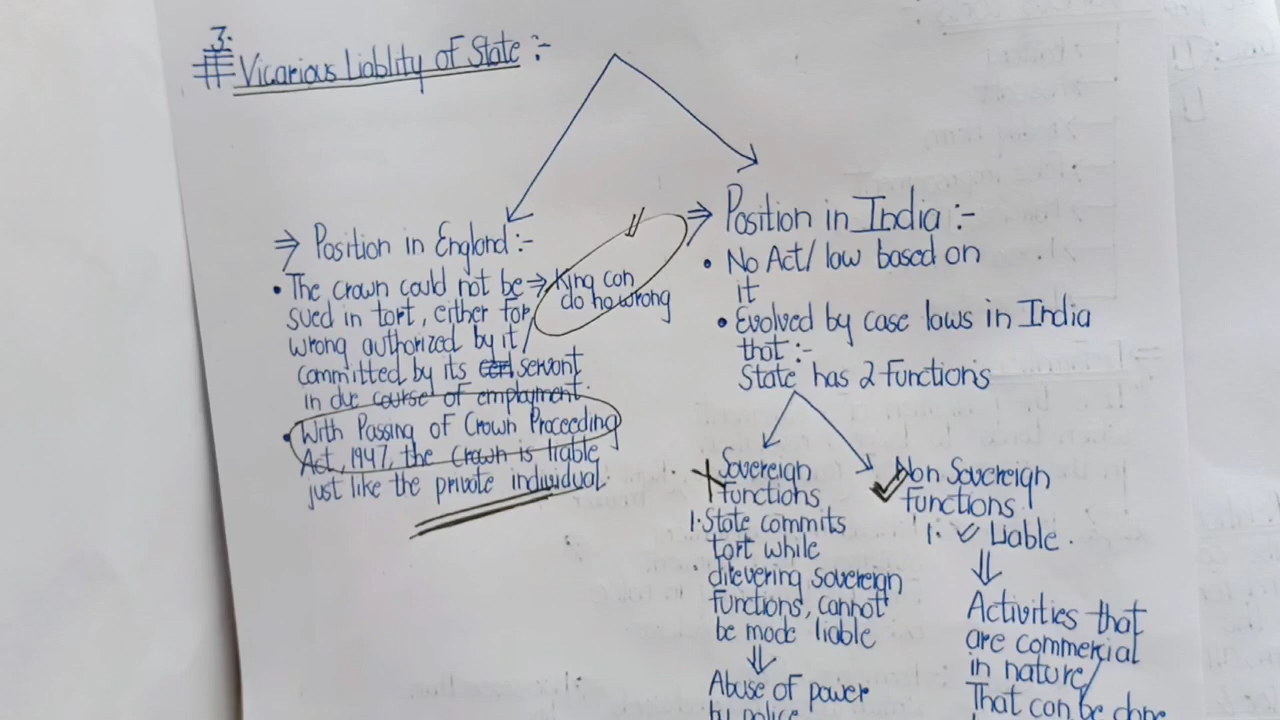 3.
# Vicarious Liablity of State :-
⇒ Position in England :-
• The crown could not be ⇒ King can
do no wrong
sued in tort, either for
wrong authorized by it /
committed by its servant
in due course of employment.
• With Passing of Crown Proceeding
Act, 1947, the Crown is liable
just like the private individual.
⇒ Position in India :-
• No Act / low based on
it
• Evolved by case laws in India
that :-
State has 2 Functions
Sovereign
functions
1. State commits
tort while
dilevering sovereign
functions, cannot
be made liable
⇓
Abuse of power
by police
Non Sovereign
functions
1. ✓ Liable.
⇓
Activities that
are commercial
in nature /
That can be done